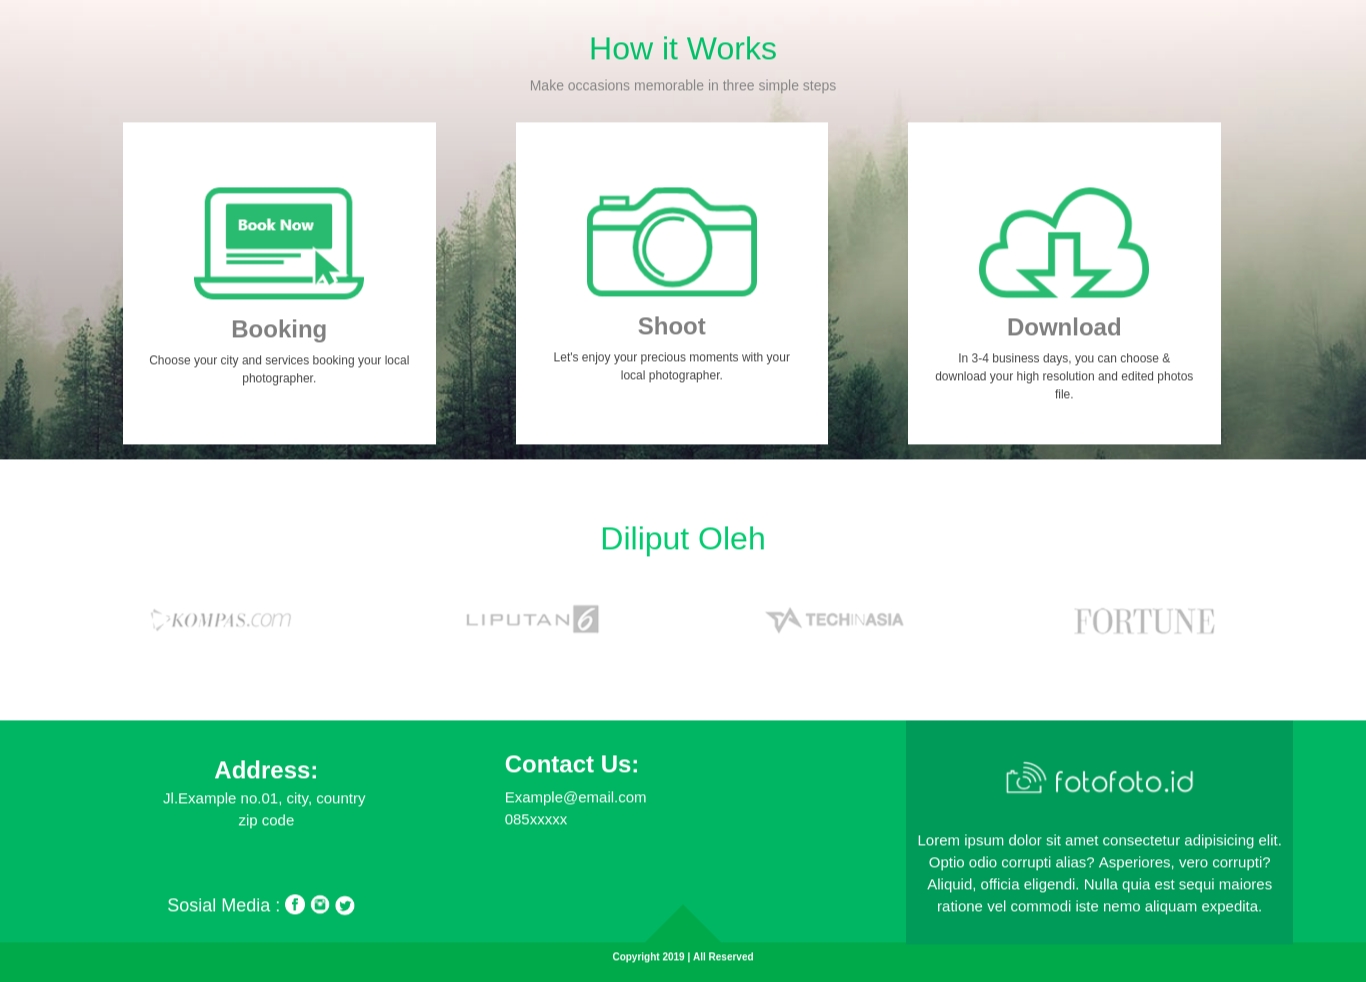 How it Works
Make occasions memorable in three simple steps
Book Now
Booking
Choose your city and services booking your local
photographer.
Shoot
Let's enjoy your precious moments with your
local photographer.
Download
In 3-4 business days, you can choose &
download your high resolution and edited photos
file.
Diliput Oleh
KOMPAS.com
LIPUTAN 6
TECHINASIA
FORTUNE
Address:
Jl.Example no.01, city, country
zip code
Sosial Media :
Contact Us:
Example@email.com
085xxxxx
fotofoto.id
Lorem ipsum dolor sit amet consectetur adipisicing elit.
Optio odio corrupti alias? Asperiores, vero corrupti?
Aliquid, officia eligendi. Nulla quia est sequi maiores
ratione vel commodi iste nemo aliquam expedita.
Copyright 2019 | All Reserved